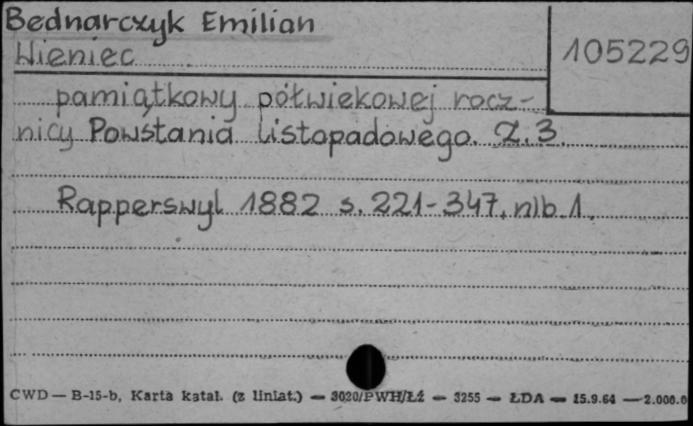 Bednarczyk Emilian
Wieniec
105229
pamiątkowy półwiekowej rocz-
nicy Powstania listopadowego. Z. 3.
Rapperswyl 1882 s. 221-347, nlb. 1.
CWD — B-15-b, Karta katal. (z liniat.) — 3020/PWH/Łź — 3255 — ŁDA — 15.9.64 — 2.000.0